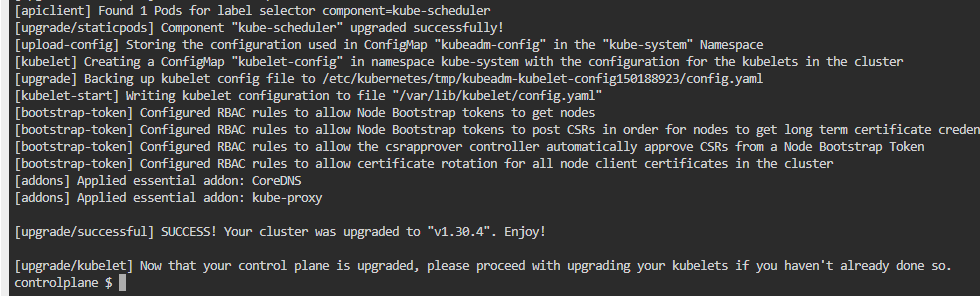 [apiclient] Found 1 Pods for label selector component=kube-scheduler
[upgrade/staticpods] Component "kube-scheduler" upgraded successfully!
[upload-config] Storing the configuration used in ConfigMap "kubeadm-config" in the "kube-system" Namespace
[kubelet] Creating a ConfigMap "kubelet-config" in namespace kube-system with the configuration for the kubelets in the cluster
[upgrade] Backing up kubelet config file to /etc/kubernetes/tmp/kubeadm-kubelet-config150188923/config.yaml
[kubelet-start] Writing kubelet configuration to file "/var/lib/kubelet/config.yaml"
[bootstrap-token] Configured RBAC rules to allow Node Bootstrap tokens to get nodes
[bootstrap-token] Configured RBAC rules to allow Node Bootstrap tokens to post CSRs in order for nodes to get long term certificate creden
[bootstrap-token] Configured RBAC rules to allow the csrapprover controller automatically approve CSRs from a Node Bootstrap Token
[bootstrap-token] Configured RBAC rules to allow certificate rotation for all node client certificates in the cluster
[addons] Applied essential addon: CoreDNS
[addons] Applied essential addon: kube-proxy
[upgrade/successful] SUCCESS! Your cluster was upgraded to "v1.30.4". Enjoy!
[upgrade/kubelet] Now that your control plane is upgraded, please proceed with upgrading your kubelets if you haven't already done so.
controlplane $